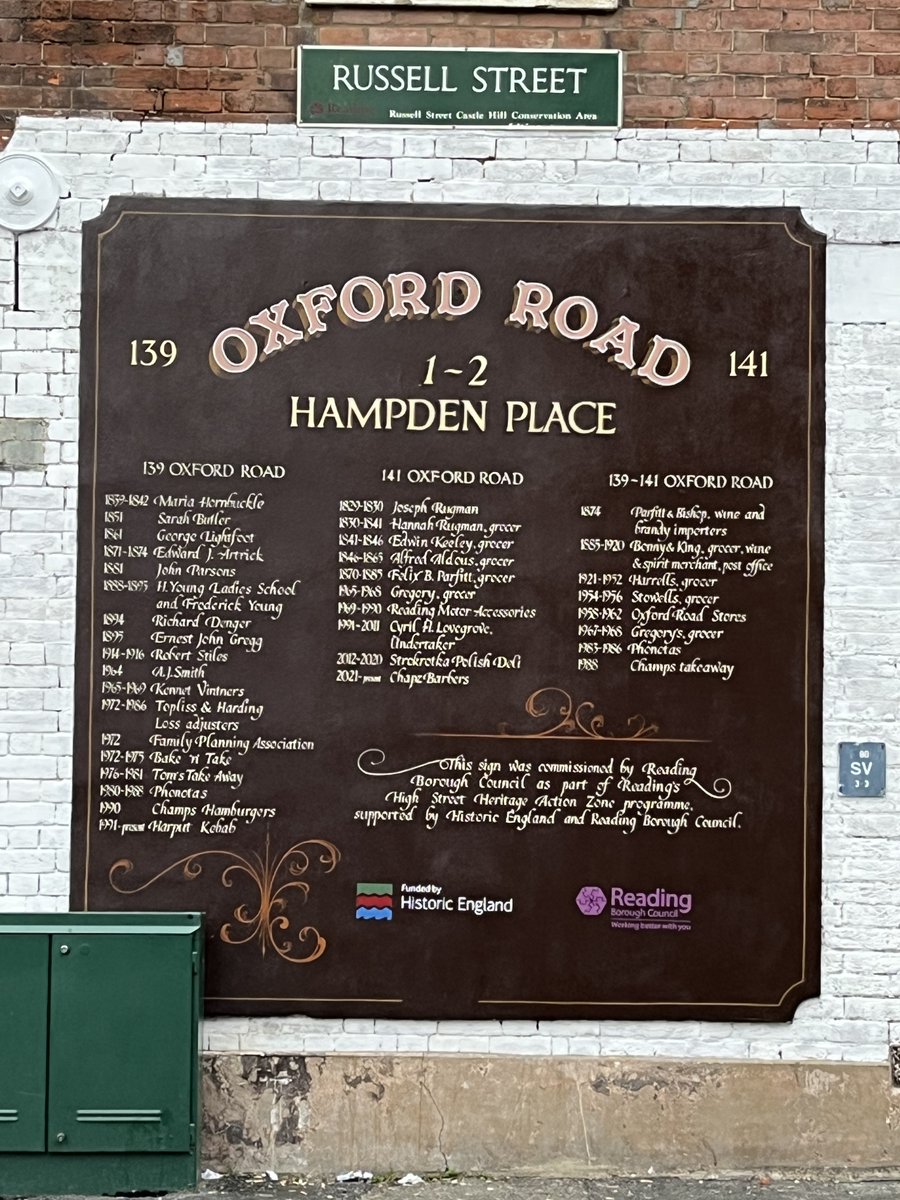 RUSSELL STREET
Reading
Russell Street Castle Hill Conservation Area
139
OXFORD ROAD
141
1-2
HAMPDEN PLACE
139 OXFORD ROAD
1839-1842 Maria Hornbuckle
1851 Sarah Butler
1861 George Lightfoot
1871-1874 Edward J. Artrick
1881 John Parsons
1888-1893 H.Young Ladies School
and Frederick Young
1894 Richard Denger
1895 Ernest John Gregg
1914-1916 Robert Stiles
1964 A.J. Smith
1965-1969 Kennet Vintners
1972-1986 Topliss & Harding
Loss adjusters
1972 Family Planning Association
1972-1975 Bake 'n' Take
1976-1981 Tom's Take Away
1980-1988 Phonotas
1990 Champs Hamburgers
1991-present Harput Kebab
141 OXFORD ROAD
1829-1830 Joseph Rugman
1830-1841 Hannah Rugman, grocer
1841-1846 Edwin Keeley, grocer
1846-1865 Alfred Aldous, grocer
1870-1885 Felix B. Parfitt, grocer
1965-1968 Gregory, grocer
1969-1990 Reading Motor Accessories
1991-2011 Cyril H. Lovegrove,
Undertaker
2012-2020 Stokrotka Polish Deli
2021-present Chapz Barbers
139-141 OXFORD ROAD
1874 Parfitt & Bishop, wine and
brandy importers
1885-1920 Bonny & King, grocer, wine
& spirit merchant, post office
1921-1952 Hurrells, grocer
1954-1956 Stowells, grocer
1958-1962 Oxford Road Stores
1967-1968 Gregory's, grocer
1983-1986 Phonotas
1988 Champs takeaway
This sign was commissioned by Reading
Borough Council as part of Reading's
High Street Heritage Action Zone programme,
supported by Historic England and Reading Borough Council.
Funded by
Historic England
Reading
Borough Council
Working better with you
80
SV
3-3